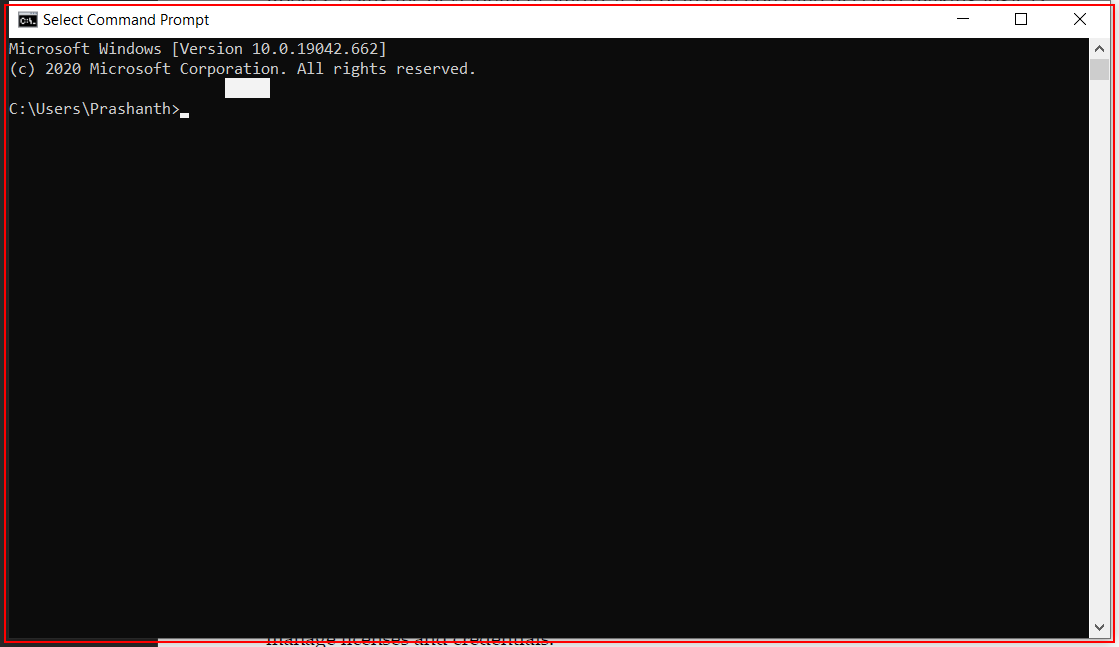 Select Command Prompt
Microsoft Windows [Version 10.0.19042.662]
(c) 2020 Microsoft Corporation. All rights reserved.
C:\Users\Prashanth>
manage licenses and credentials.